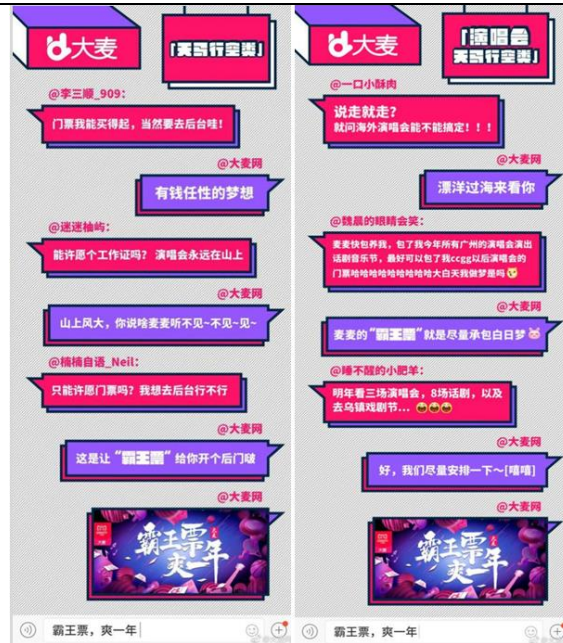 大麦
「天马行空类」
@李三顺_909：
门票我能买得起，当然要去后台哇！
@大麦网
有钱任性的梦想
@迷迷柚屿：
能许愿个工作证吗？ 演唱会永远在山上
@大麦网
山上风大，你说啥麦麦听不见~不见~见~
@楠楠自语_Neil：
只能许愿门票吗？我想去后台行不行
@大麦网
这是让“霸王票”给你开个后门啵
@大麦网
大麦
霸王票
爽一年
霸王票，爽一年
大麦
「演唱会
天马行空类」
@一口小酥肉
说走就走？
就问海外演唱会能不能搞定！！！
@大麦网
漂洋过海来看你
@魏晨的眼睛会笑：
麦麦快包养我，包了我今年所有广州的演唱会演出
话剧音乐节，最好可以包了我ccgg以后演唱会的
门票哈哈哈哈哈哈哈哈大白天我做梦是吗
@大麦网
麦麦的“霸王票”就是尽量承包白日梦
@睡不醒的小肥羊：
明年看三场演唱会，8场话剧，以及
去乌镇戏剧节...
@大麦网
好，我们尽量安排一下～[嘻嘻]
@大麦网
大麦
霸王票
爽一年
霸王票，爽一年